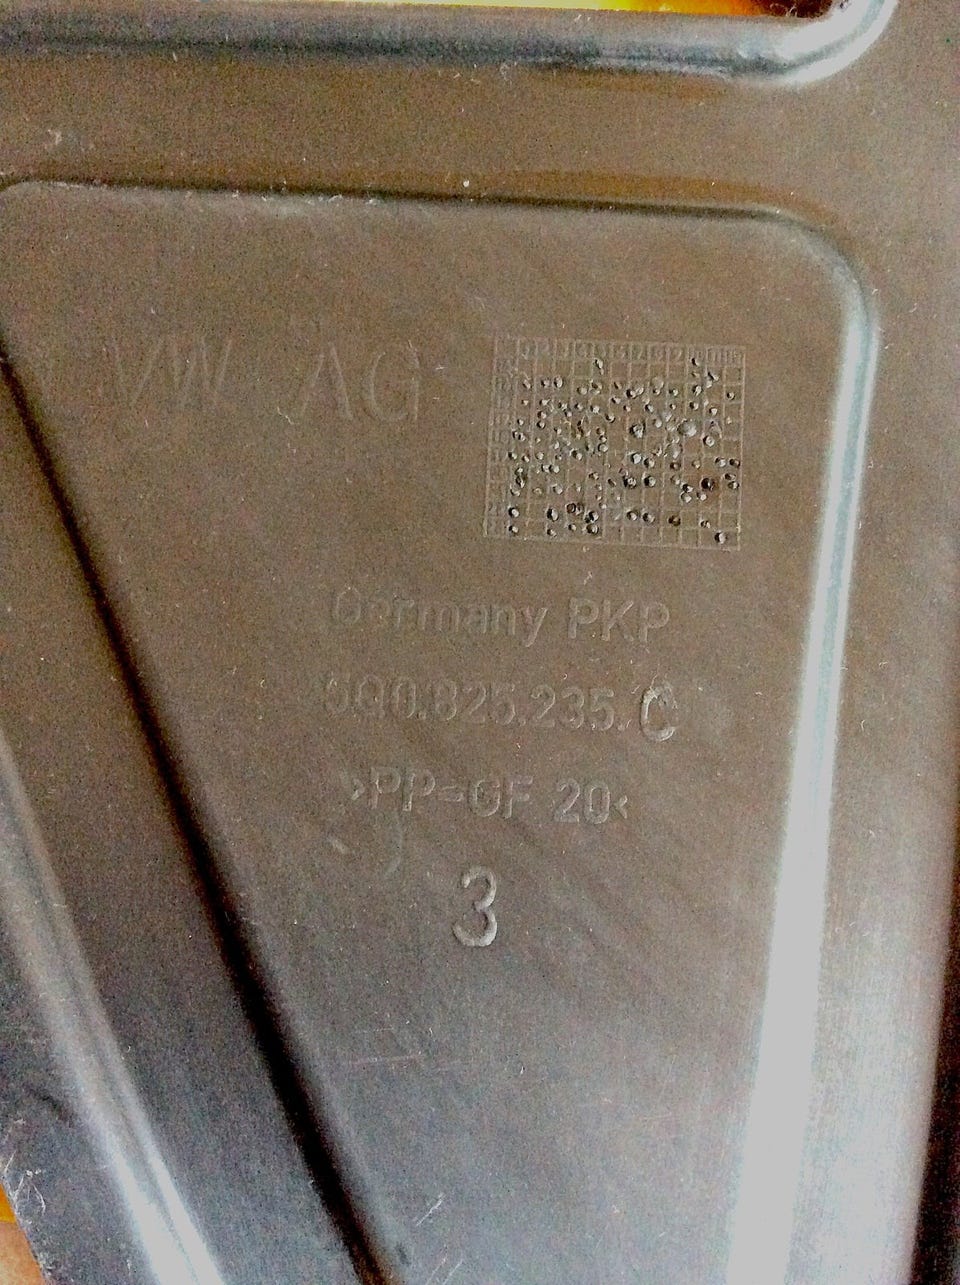 VW AG
Germany PKP
5Q0.825.235.C
>PP-GF 20<
3